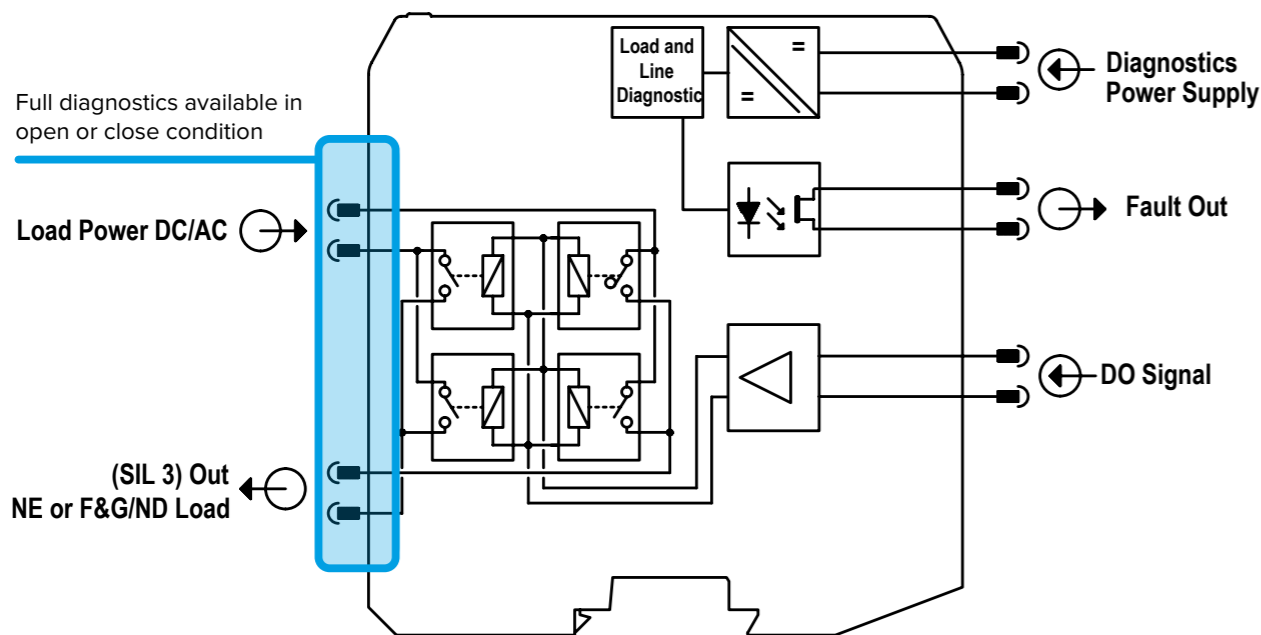 Full diagnostics available in
open or close condition
Load Power DC/AC
(SIL 3) Out
NE or F&G/ND Load
Load and
Line
Diagnostic
=
=
Diagnostics
Power Supply
Fault Out
DO Signal